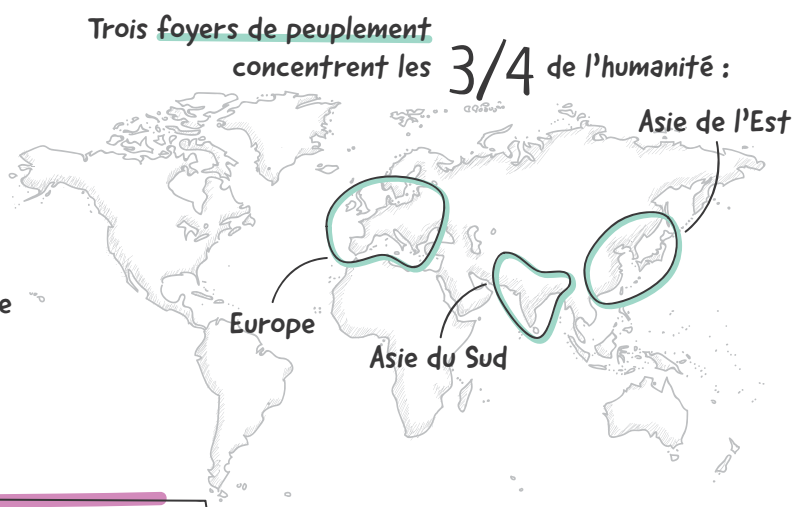 Trois foyers de peuplement
concentrent les 3/4 de l'humanité :
Asie de l'Est
e
Europe
Asie du Sud